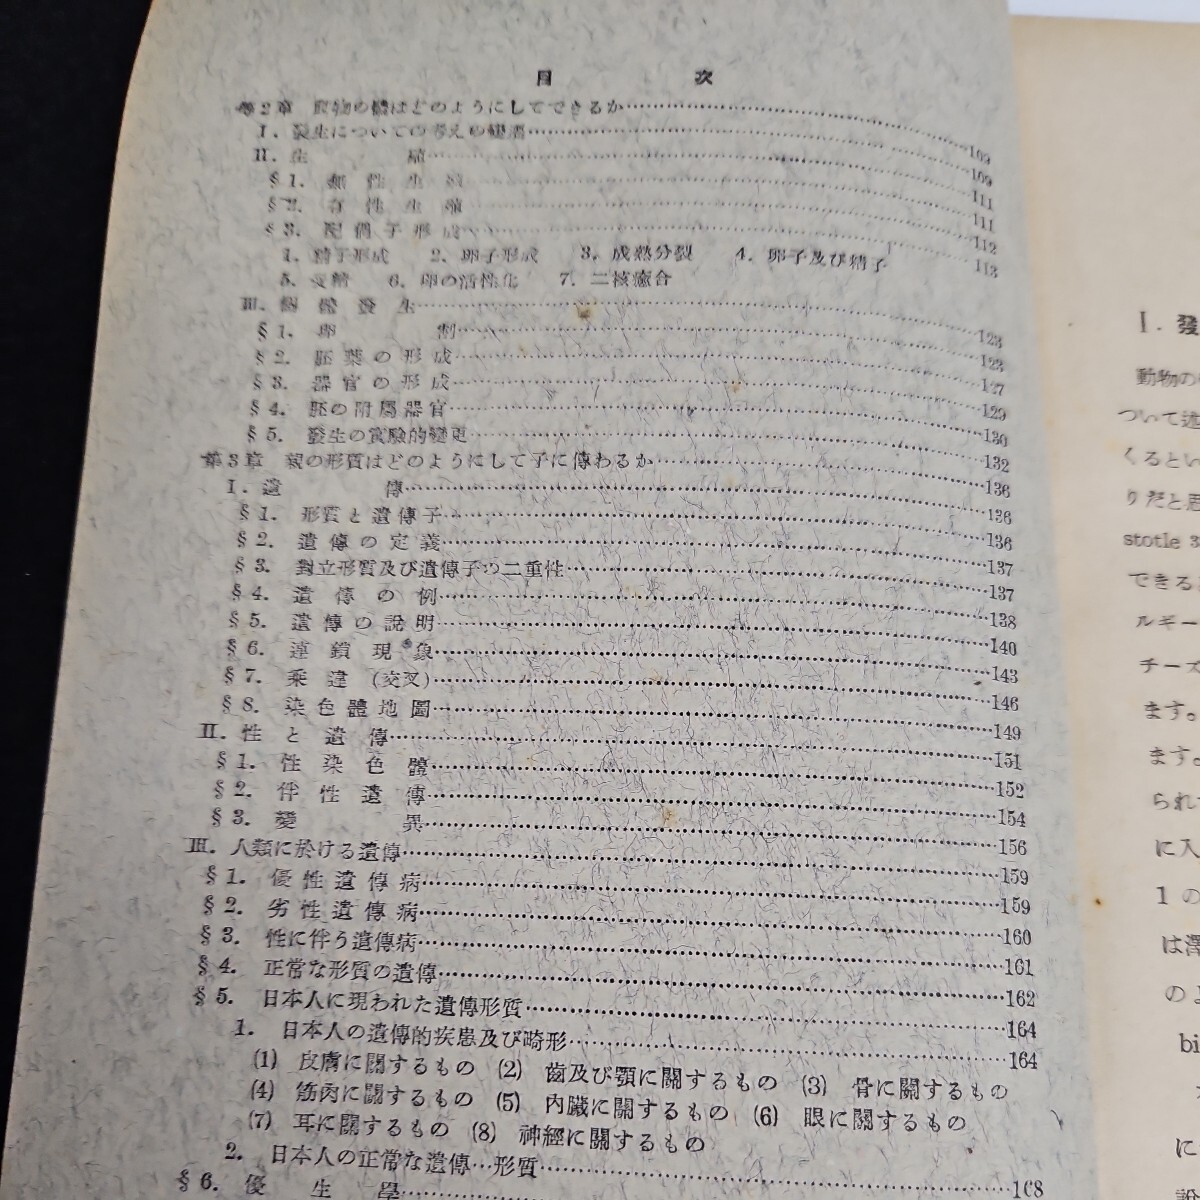 目次
第2章 動物の體はどのようにしてできるか……109
I. 發生についての考えの變遷……109
II. 生殖……111
§1. 無性生殖……111
§2. 有性生殖……112
§3. 配偶子形成……113
1. 精子形成 2. 卵子形成 3. 成熟分裂 4. 卵子及び精子
5. 受精 6. 卵の活性化 7. 二核癒合
III. 個體發生……123
§1. 卵割……123
§2. 胚葉の形成……127
§3. 器官の形成……129
§4. 胚の附屬器官……130
§5. 發生の實驗的變更……132
第3章 親の形質はどのようにして子に傳わるか……136
I. 遺傳……136
§1. 形質と遺傳子……136
§2. 遺傳の定義……137
§3. 對立形質及び遺傳子の二重性……137
§4. 遺傳の例……138
§5. 遺傳の説明……140
§6. 連鎖現象……143
§7. 乘違(交叉)……146
§8. 染色體地圖……149
II. 性と遺傳……151
§1. 性染色體……152
§2. 伴性遺傳……154
§3. 變異……156
III. 人類に於ける遺傳……159
§1. 優性遺傳病……159
§2. 劣性遺傳病……160
§3. 性に伴う遺傳病……161
§4. 正常な形質の遺傳……162
§5. 日本人に現われた遺傳形質……164
1. 日本人の遺傳的疾患及び畸形……164
(1) 皮膚に關するもの (2) 齒及び顎に關するもの (3) 骨に關するもの
(4) 筋肉に關するもの (5) 内臟に關するもの (6) 眼に關するもの
(7) 耳に關するもの (8) 神經に關するもの
2. 日本人の正常な遺傳…形質……168
§6. 優生學……
I. 發
動物の
ついて述
くるとい
りだと思
stotle 3
できる
ルギー
チーズ
ます。
ます。
られ
に入
1の
は澤
の
bi
に